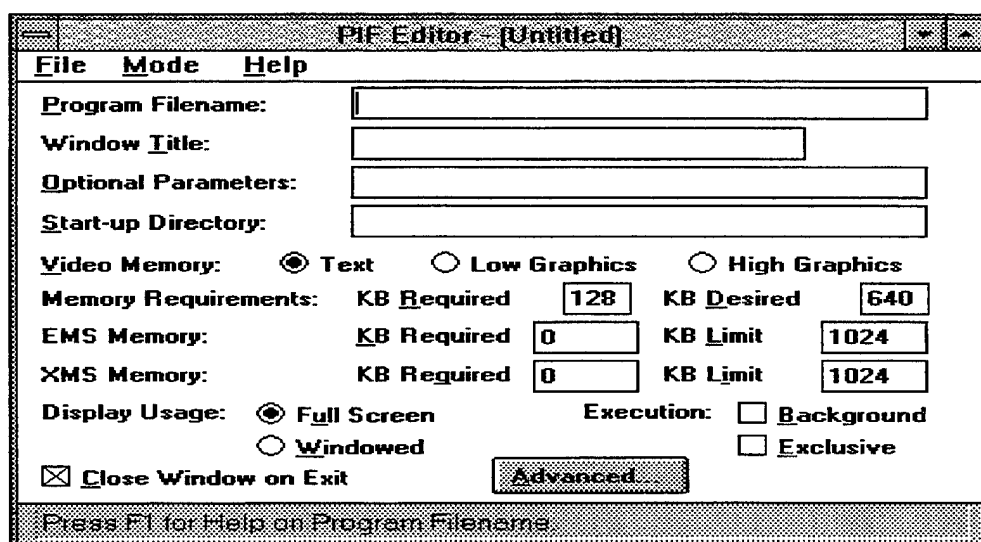 PIF Editor - (Untitled)
File Mode Help
Program Filename:
Window Title:
Optional Parameters:
Start-up Directory:
Video Memory: Text Low Graphics High Graphics
Memory Requirements: KB Required 128 KB Desired 640
EMS Memory: KB Required 0 KB Limit 1024
XMS Memory: KB Required 0 KB Limit 1024
Display Usage: Full Screen Execution: Background
Windowed Exclusive
Close Window on Exit Advanced...
Press F1 for Help on Program Filename.